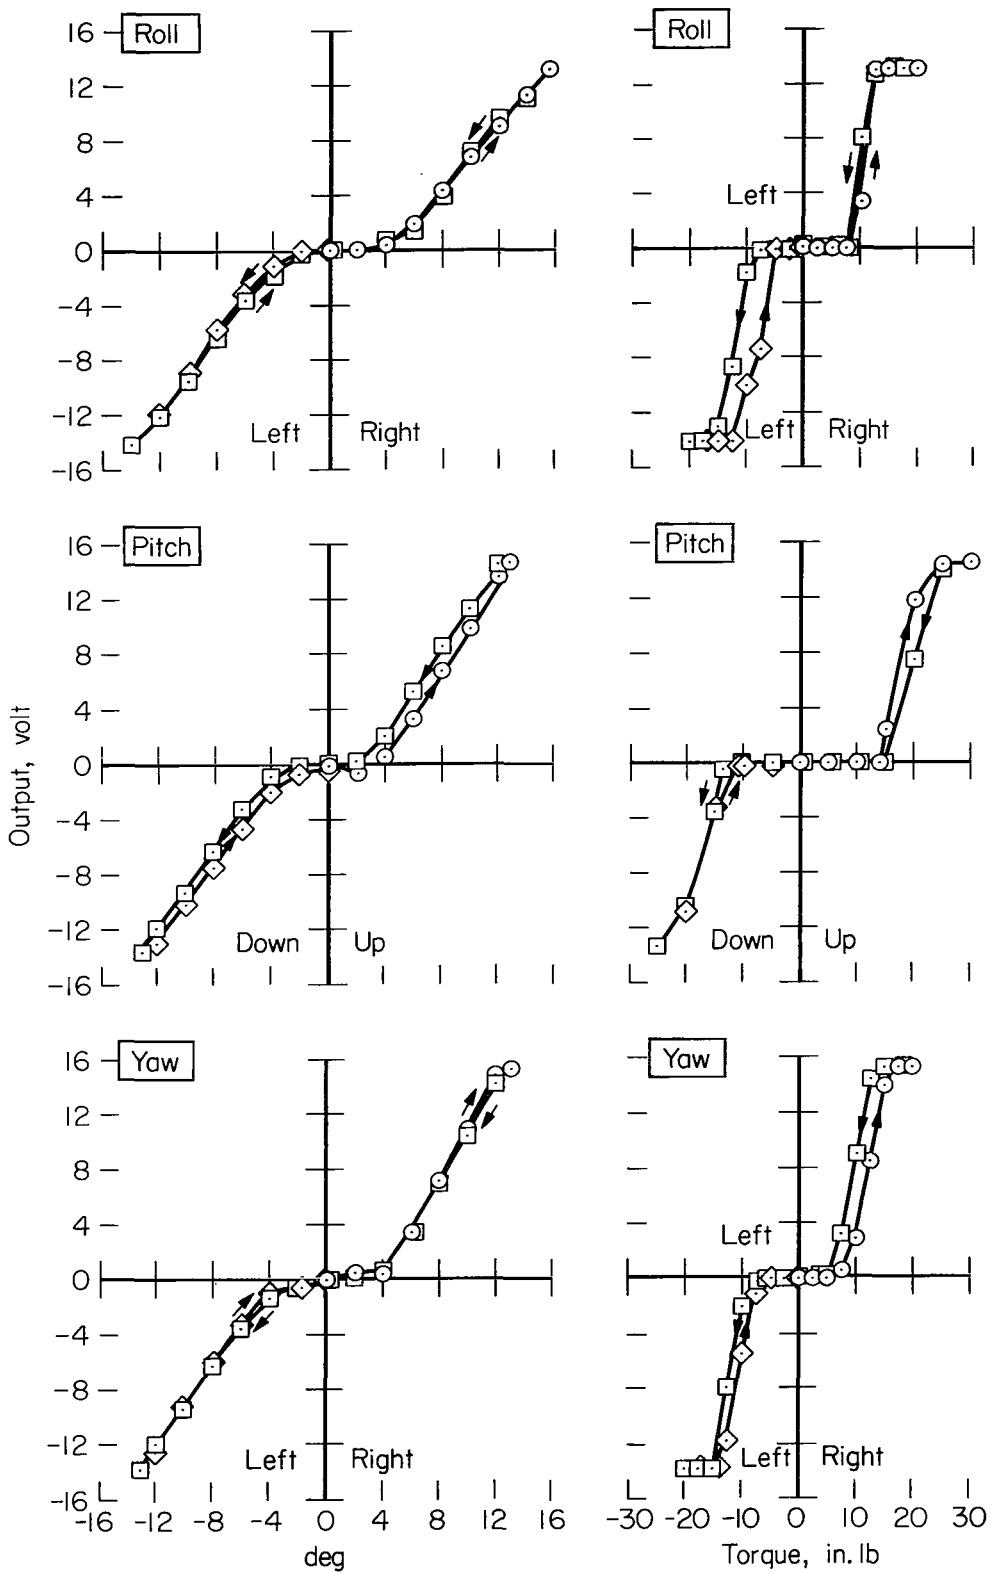 Roll
16
12
8
4
0
-4
-8
-12
-16
Left Right
Roll
Left
Left Right
Output, volt
Pitch
16
12
8
4
0
-4
-8
-12
-16
Down Up
Pitch
Down Up
Yaw
16
12
8
4
0
-4
-8
-12
-16
Left Right
-16 -12 -8 -4 0 4 8 12 16
deg
Yaw
Left
Left Right
-30 -20 -10 0 10 20 30
Torque, in. lb